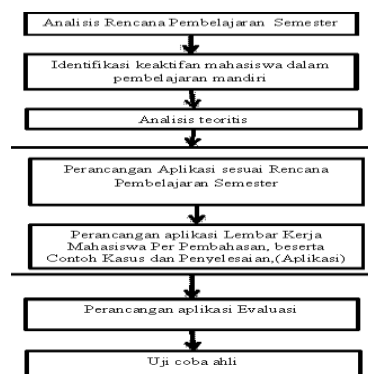 Analisis Rencana Pembelajaran Semester
Identifikasi keaktifan mahasiswa dalam
pembelajaran mandiri
Analisis teoritis
Perancangan Aplikasi sesuai Rencana
Pembelajaran Semester
Perancangan aplikasi Lembar Kerja
Mahasiswa Per Pembahasan, beserta
Contoh Kasus dan Penyelesaian,(Aplikasi)
Perancangan aplikasi Evaluasi
Uji coba ahli